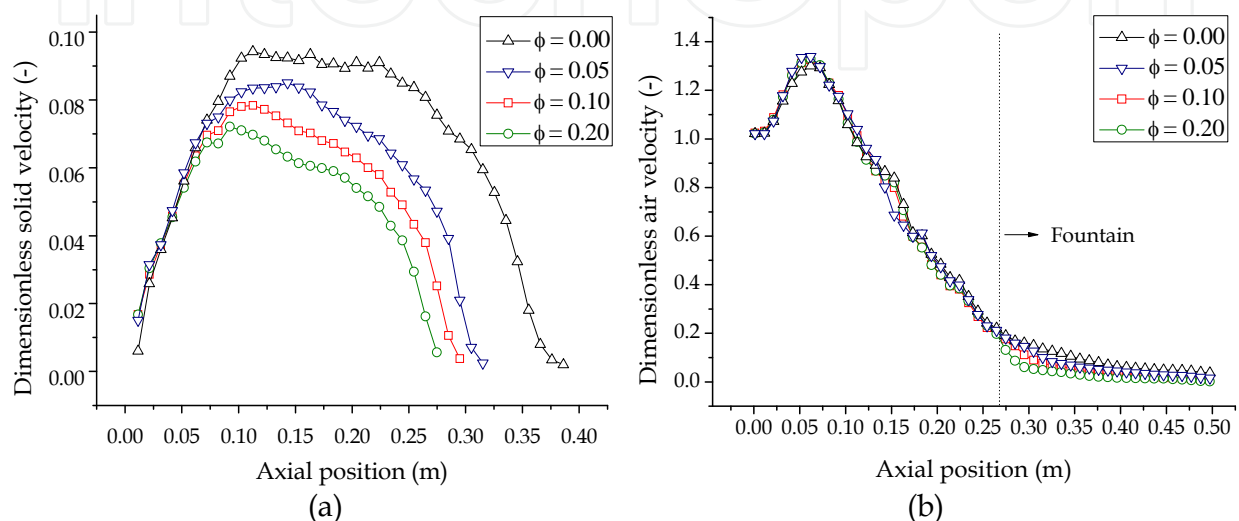 intechopen
Dimensionless solid velocity (-)
0.10
0.08
0.06
0.04
0.02
0.00
ϕ = 0.00
ϕ = 0.05
ϕ = 0.10
ϕ = 0.20
0.00 0.05 0.10 0.15 0.20 0.25 0.30 0.35 0.40
Axial position (m)
(a)
Dimensionless air velocity (-)
1.4
1.2
1.0
0.8
0.6
0.4
0.2
0.0
ϕ = 0.00
ϕ = 0.05
ϕ = 0.10
ϕ = 0.20
Fountain
0.00 0.05 0.10 0.15 0.20 0.25 0.30 0.35 0.40 0.45 0.50
Axial position (m)
(b)